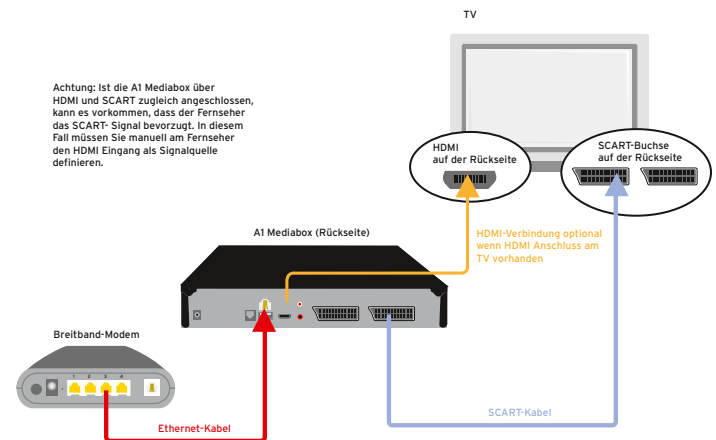 TV
Achtung: Ist die A1 Mediabox über
HDMI und SCART zugleich angeschlossen,
kann es vorkommen, dass der Fernseher
das SCART- Signal bevorzugt. In diesem
Fall müssen Sie manuell am Fernseher
den HDMI Eingang als Signalquelle
definieren.
HDMI
auf der Rückseite
SCART-Buchse
auf der Rückseite
A1 Mediabox (Rückseite)
HDMI-Verbindung optional
wenn HDMI Anschluss am
TV vorhanden
Breitband-Modem
1 2 3 4
SCART-Kabel
Ethernet-Kabel